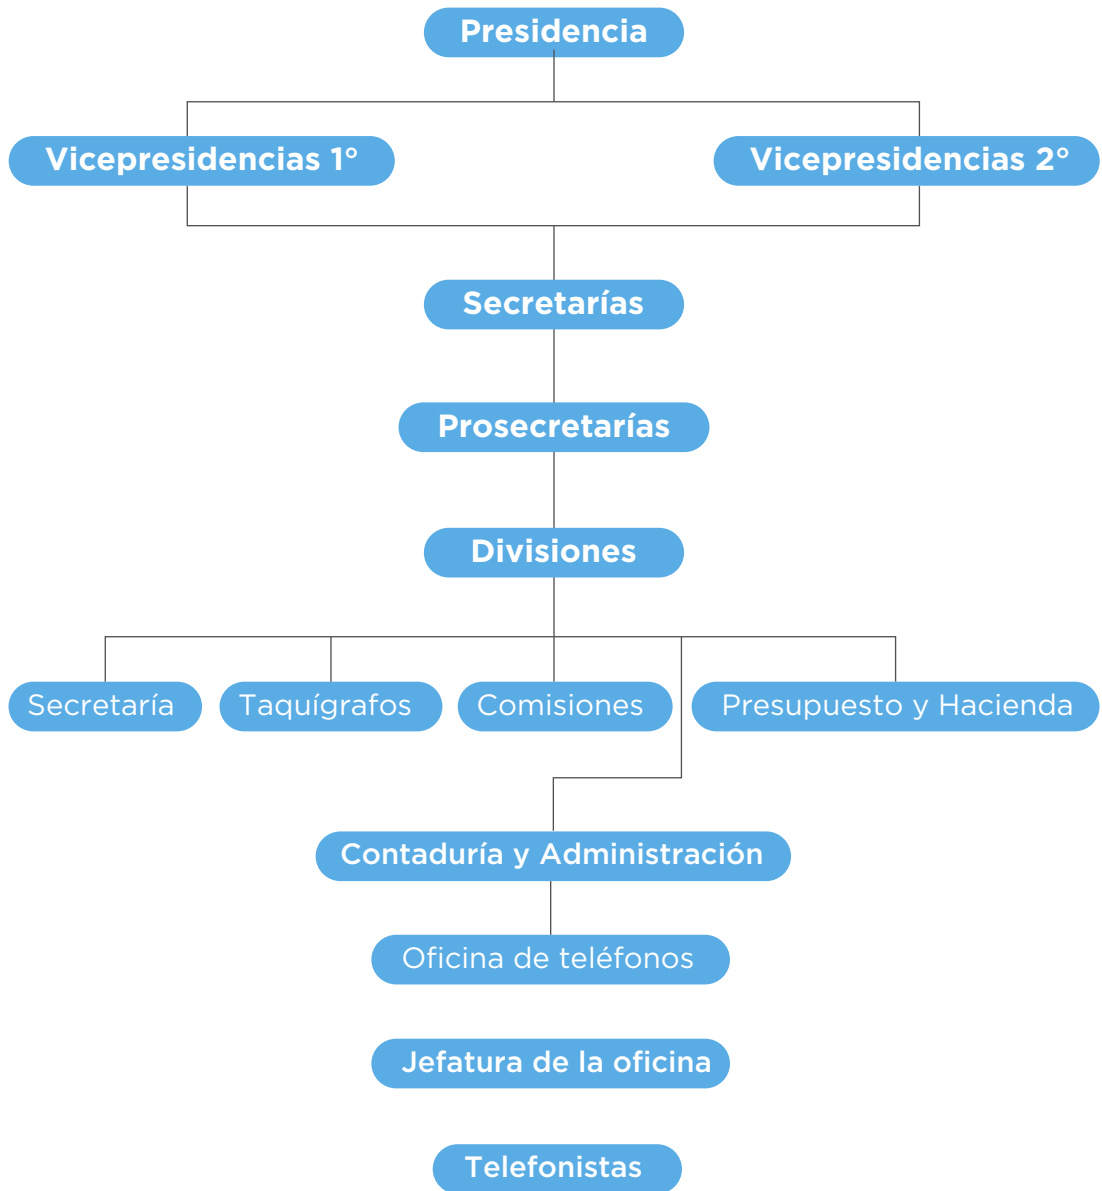 Presidencia
Vicepresidencias 1°
Vicepresidencias 2°
Secretarías
Prosecretarías
Divisiones
Secretaría
Taquígrafos
Comisiones
Presupuesto y Hacienda
Contaduría y Administración
Oficina de teléfonos
Jefatura de la oficina
Telefonistas